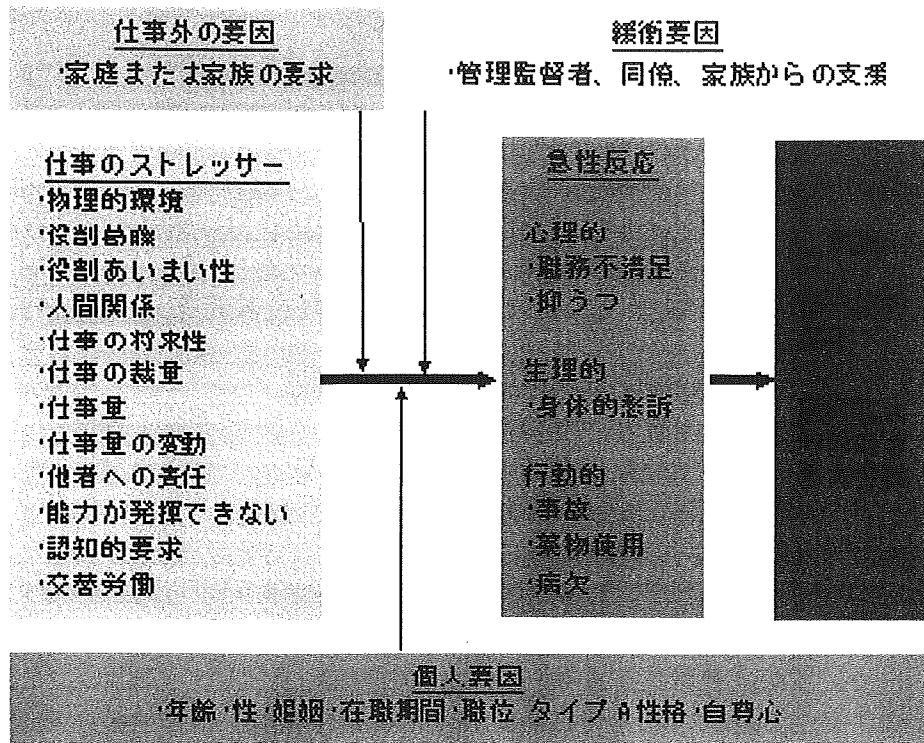 仕事外の要因
・家庭または家族の要求
緩衝要因
・管理監督者、同僚、家族からの支援
仕事のストレッサー
・物理的環境
・役割葛藤
・役割あいまい性
・人間関係
・仕事の将来性
・仕事の裁量
・仕事量
・仕事量の変動
・他者への責任
・能力が発揮できない
・認知的要求
・交替労働
急性反応
心理的
・職務不満足
・抑うつ
生理的
・身体的愁訴
行動的
・事故
・薬物使用
・病欠
個人要因
・年齢・性・婚姻・在職期間・職位 タイプA性格・自尊心